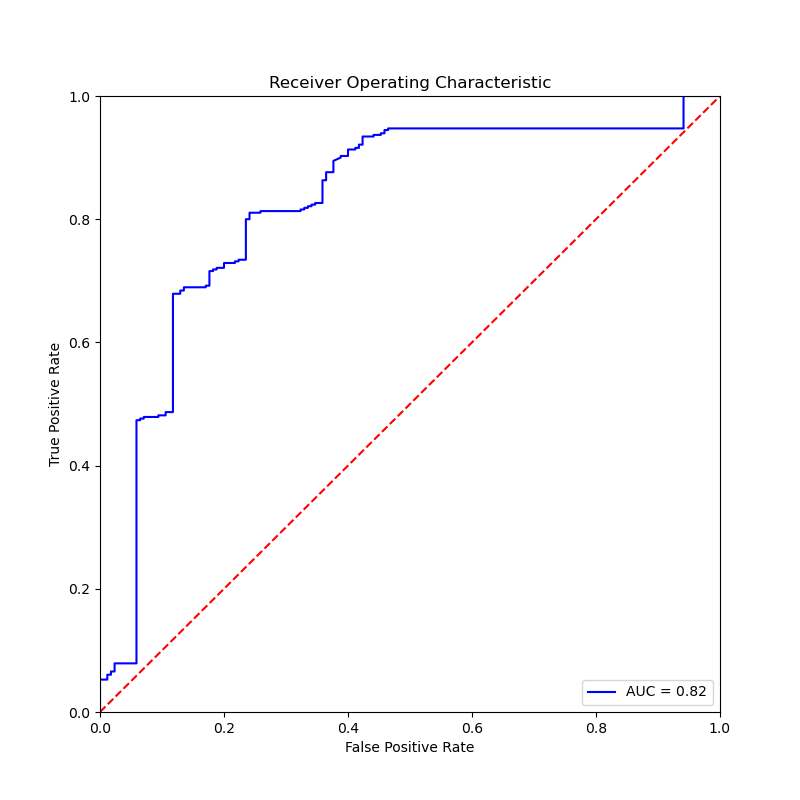 Receiver Operating Characteristic
1.0
0.8
0.6
0.4
0.2
0.0
True Positive Rate
AUC = 0.82
0.0 0.2 0.4 0.6 0.8 1.0
False Positive Rate